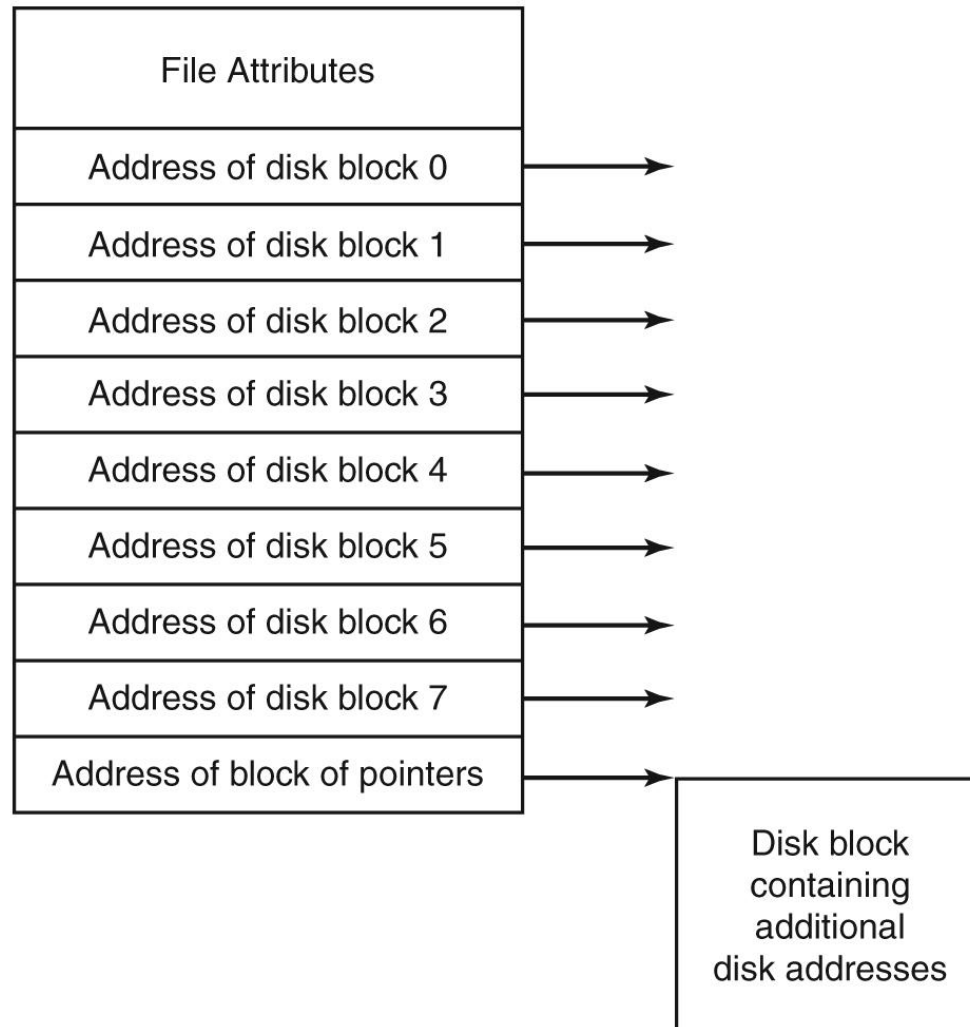 File Attributes
Address of disk block 0
Address of disk block 1
Address of disk block 2
Address of disk block 3
Address of disk block 4
Address of disk block 5
Address of disk block 6
Address of disk block 7
Address of block of pointers
Disk block
containing
additional
disk addresses